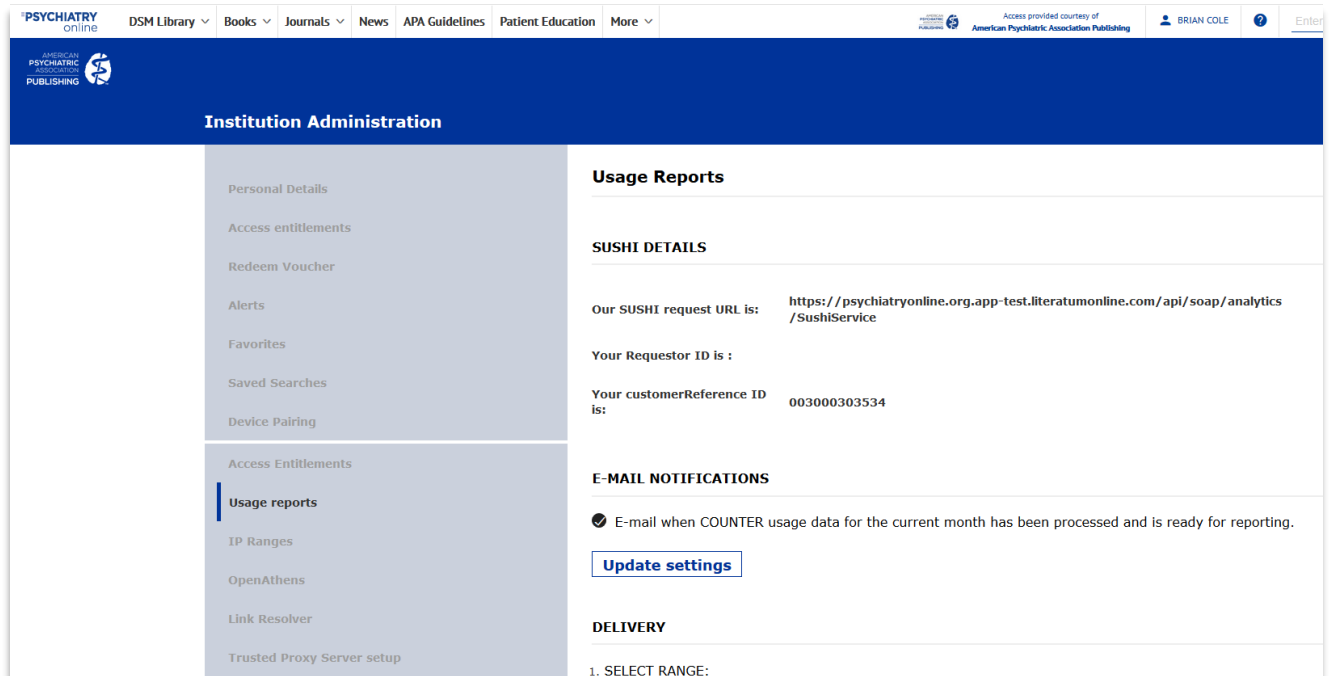 PSYCHIATRY
online
DSM Library
Books
Journals
News
APA Guidelines
Patient Education
More
AMERICAN
PSYCHIATRIC
ASSOCIATION
PUBLISHING
Access provided courtesy of
American Psychiatric Association Publishing
BRIAN COLE
?
Enter
AMERICAN
PSYCHIATRIC
ASSOCIATION
PUBLISHING
Institution Administration
Personal Details
Access entitlements
Redeem Voucher
Alerts
Favorites
Saved Searches
Device Pairing
Access Entitlements
Usage reports
IP Ranges
OpenAthens
Link Resolver
Trusted Proxy Server setup
Usage Reports
SUSHI DETAILS
Our SUSHI request URL is:
https://psychiatryonline.org.app-test.literatumonline.com/api/soap/analytics
/SushiService
Your Requestor ID is :
Your customerReference ID
is:
003000303534
E-MAIL NOTIFICATIONS
E-mail when COUNTER usage data for the current month has been processed and is ready for reporting.
Update settings
DELIVERY
1. SELECT RANGE: